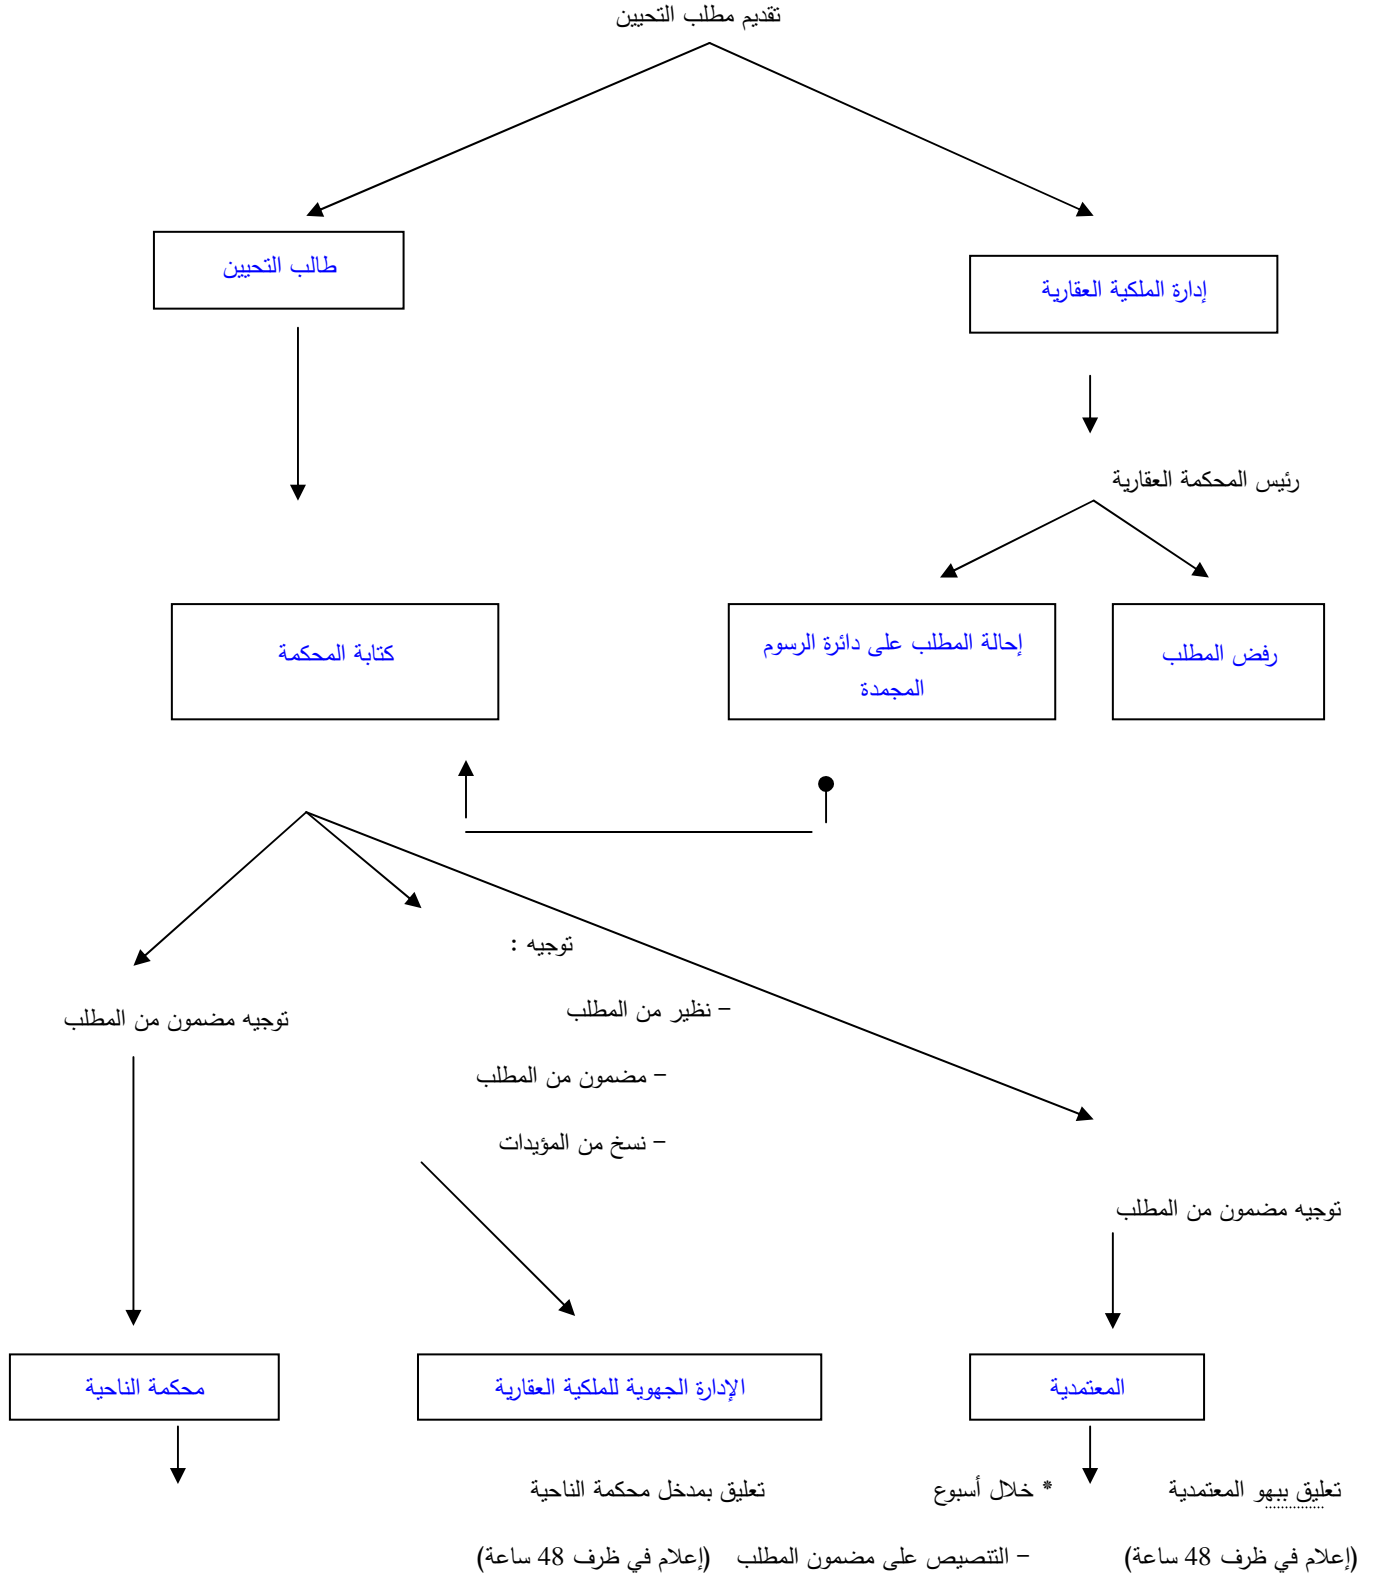 تقديم مطلب التحيين
طالب التحيين
إدارة الملكية العقارية
رئيس المحكمة العقارية
كتابة المحكمة
إحالة المطلب على دائرة الرسوم
المجمدة
رفض المطلب
توجيه :
– نظير من المطلب
توجيه مضمون من المطلب
– مضمون من المطلب
– نسخ من المؤيدات
توجيه مضمون من المطلب
محكمة الناحية
الإدارة الجهوية للملكية العقارية
المعتمدية
تعليق ببهو المعتمدية * خلال أسبوع تعليق بمدخل محكمة الناحية
(إعلام في ظرف 48 ساعة) – التنصيص على مضمون المطلب (إعلام في ظرف 48 ساعة)